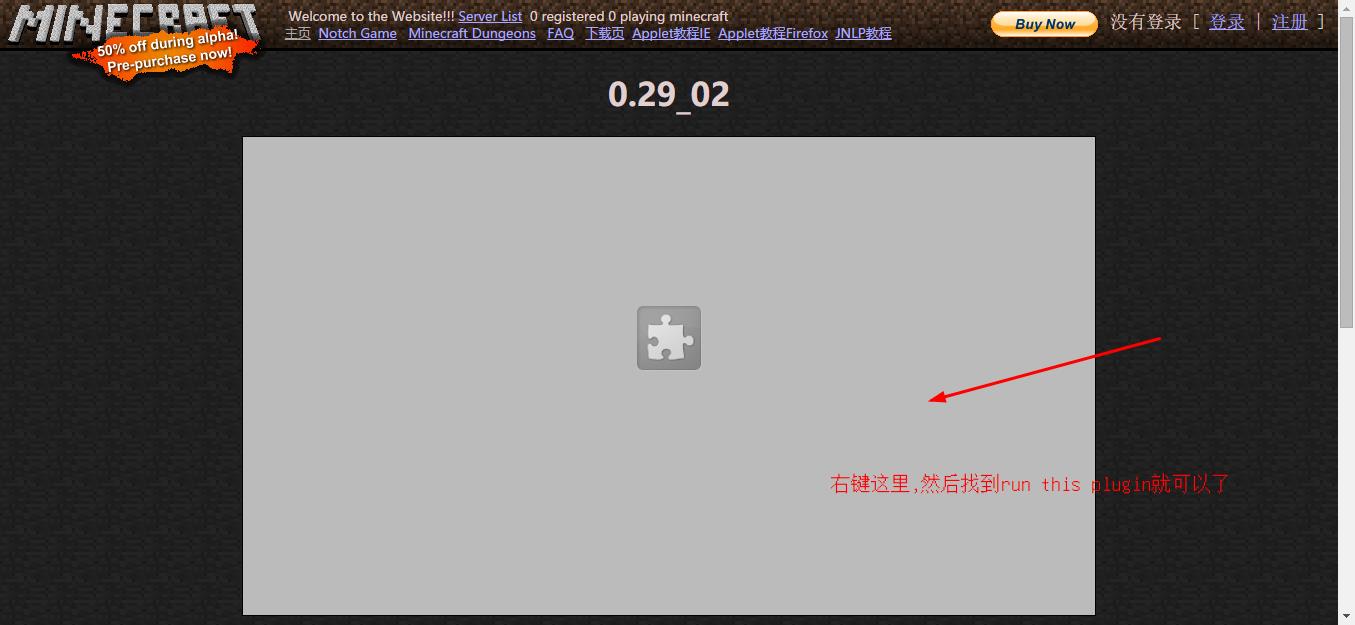 MINECRAFT
50% off during alpha!
Pre-purchase now!
Welcome to the Website!!! Server List 0 registered 0 playing minecraft
主页 Notch Game Minecraft Dungeons FAQ 下载页 Applet教程IE Applet教程Firefox JNLP教程
Buy Now 没有登录 [ 登录 | 注册 ]
0.29_02
右键这里,然后找到run this plugin就可以了